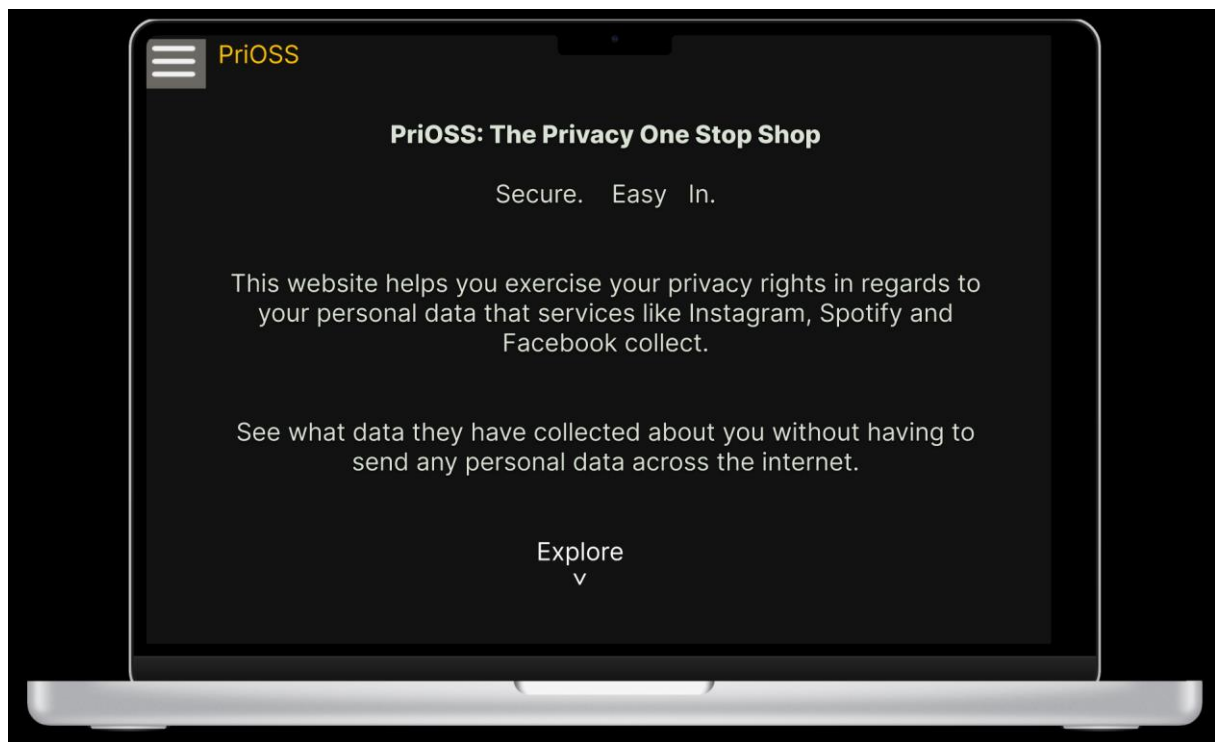 PriOSS
PriOSS: The Privacy One Stop Shop
Secure. Easy In.
This website helps you exercise your privacy rights in regards to
your personal data that services like Instagram, Spotify and
Facebook collect.
See what data they have collected about you without having to
send any personal data across the internet.
Explore
v